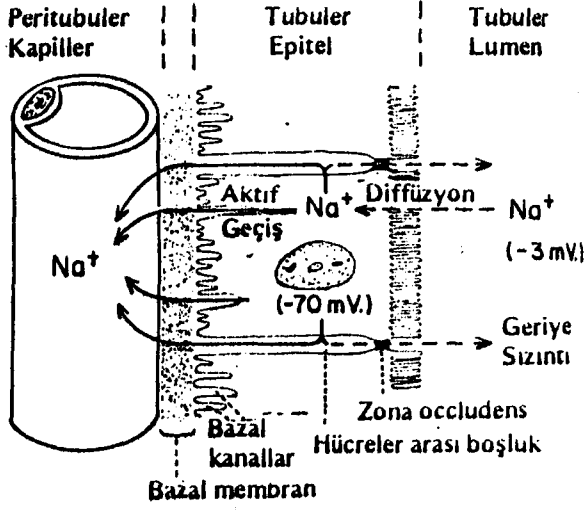 Peritubuler
Kapiller
Tubuler
Epitel
Tubuler
Lumen
Aktıf
Geçiş
Na⁺
Diffüzyon
Na⁺
(-3 mV.)
Na⁺
(-70 mV.)
Geriye
Sızıntı
Zona occludens
Bazal
kanallar
Hücreler arası boşluk
Bazal membran